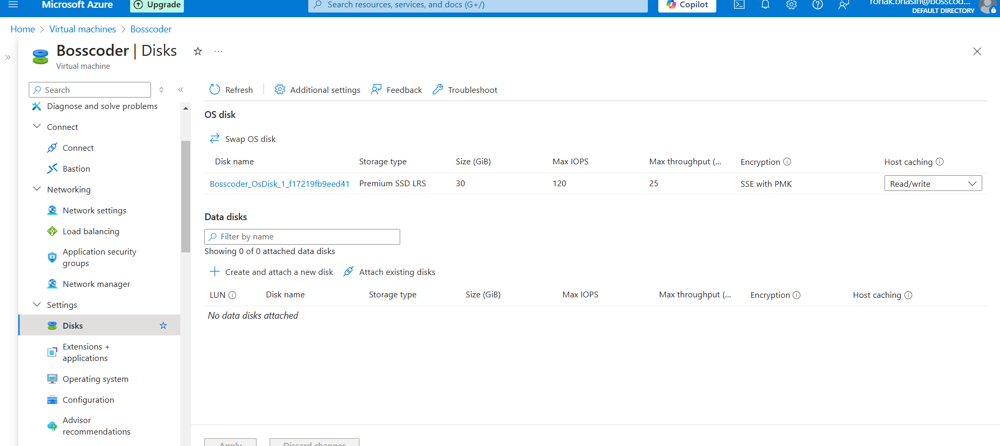 Microsoft Azure
Upgrade
Search resources, services, and docs (G+/)
Copilot
ronak.bhasin@bosscod...
DEFAULT DIRECTORY
Home > Virtual machines > Bosscoder
Bosscoder | Disks
Virtual machine
Search
Diagnose and solve problems
Connect
Connect
Bastion
Networking
Network settings
Load balancing
Application security
groups
Network manager
Settings
Disks
Extensions +
applications
Operating system
Configuration
Advisor
recommendations
Refresh
Additional settings
Feedback
Troubleshoot
OS disk
Swap OS disk
Disk name Storage type Size (GiB) Max IOPS Max throughput (... Encryption Host caching
Bosscoder_OsDisk_1_f17219fb9eed41 Premium SSD LRS 30 120 25 SSE with PMK Read/write
Data disks
Filter by name
Showing 0 of 0 attached data disks
Create and attach a new disk Attach existing disks
LUN Disk name Storage type Size (GiB) Max IOPS Max throughput (... Encryption Host caching
No data disks attached
Apply Discard changes